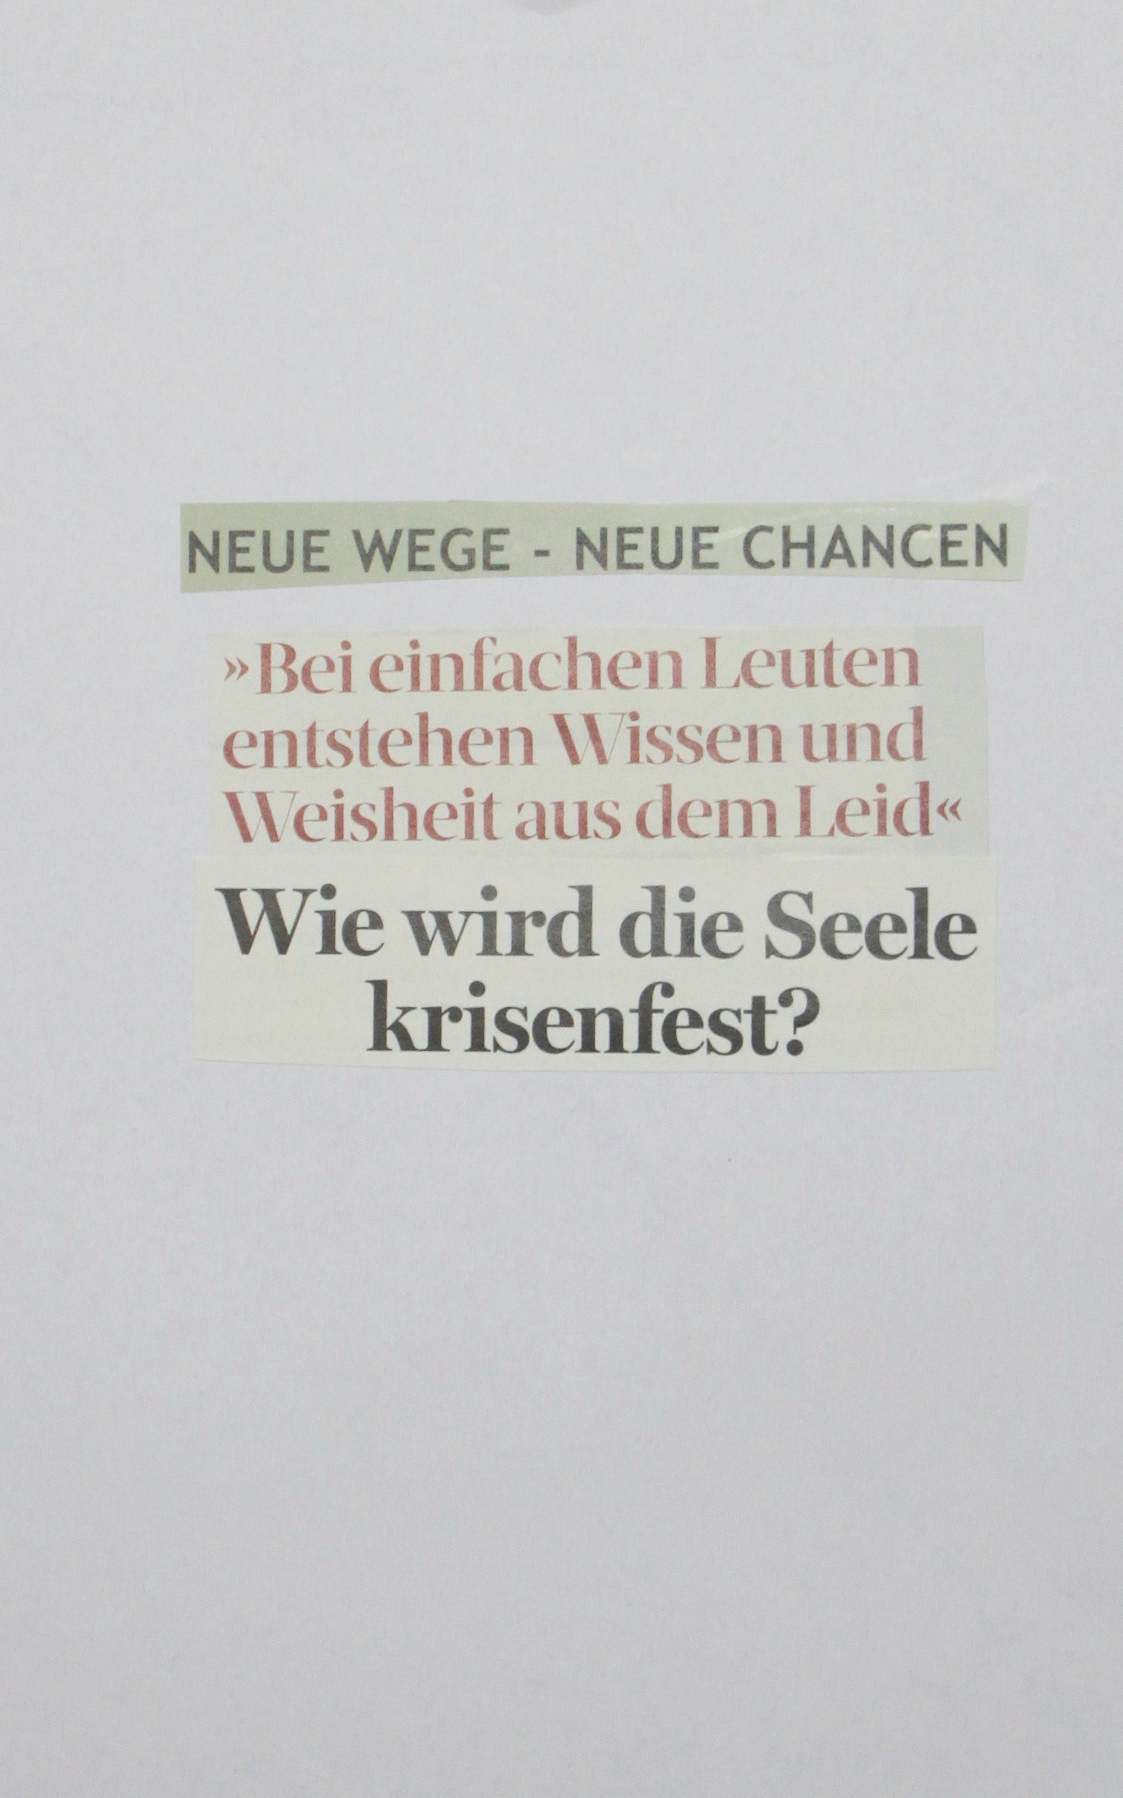 NEUE WEGE - NEUE CHANCEN
»Bei einfachen Leuten
entstehen Wissen und
Weisheit aus dem Leid«
Wie wird die Seele
krisenfest?